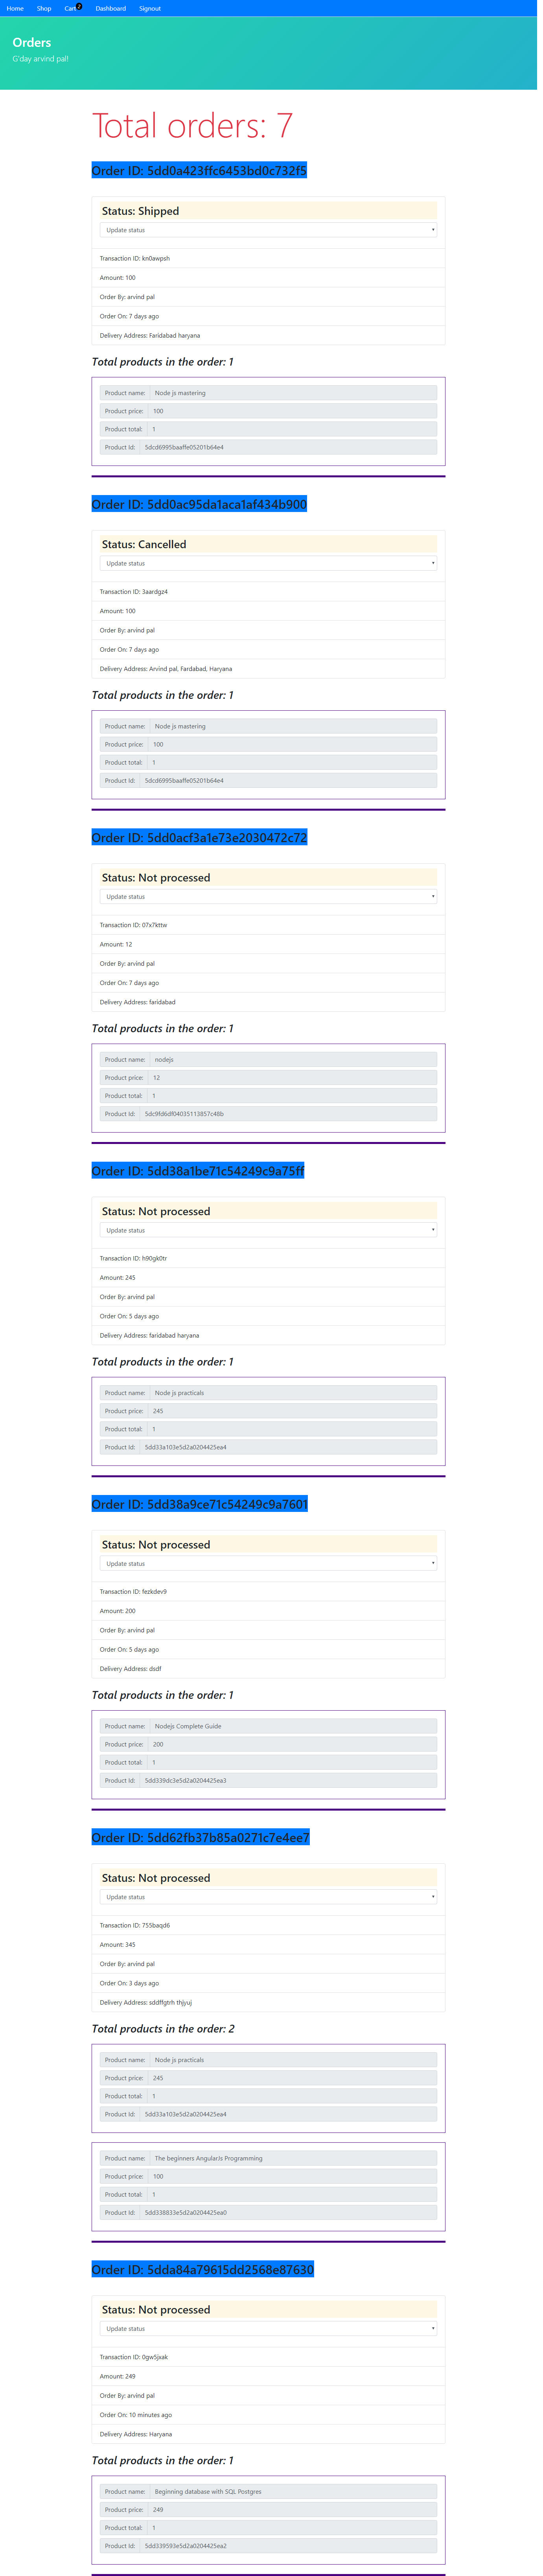 Home Shop Cart 2 Dashboard Signout
Orders
G'day arvind pal!
Total orders: 7
Order ID: 5dd0a423ffc6453bd0c732f5
Status: Shipped
Update status
Transaction ID: kn0awpsh
Amount: 100
Order By: arvind pal
Order On: 7 days ago
Delivery Address: Faridabad haryana
Total products in the order: 1
Product name: Node js mastering
Product price: 100
Product total: 1
Product Id: 5dcd6995baaffe05201b64e4
Order ID: 5dd0ac95da1aca1af434b900
Status: Cancelled
Update status
Transaction ID: 3aardgz4
Amount: 100
Order By: arvind pal
Order On: 7 days ago
Delivery Address: Arvind pal, Fardabad, Haryana
Total products in the order: 1
Product name: Node js mastering
Product price: 100
Product total: 1
Product Id: 5dcd6995baaffe05201b64e4
Order ID: 5dd0acf3a1e73e2030472c72
Status: Not processed
Update status
Transaction ID: 07x7kttw
Amount: 12
Order By: arvind pal
Order On: 7 days ago
Delivery Address: faridabad
Total products in the order: 1
Product name: nodejs
Product price: 12
Product total: 1
Product Id: 5dc9fd6df04035113857c48b
Order ID: 5dd38a1be71c54249c9a75ff
Status: Not processed
Update status
Transaction ID: h90gk0tr
Amount: 245
Order By: arvind pal
Order On: 5 days ago
Delivery Address: faridabad haryana
Total products in the order: 1
Product name: Node js practicals
Product price: 245
Product total: 1
Product Id: 5dd33a103e5d2a0204425ea4
Order ID: 5dd38a9ce71c54249c9a7601
Status: Not processed
Update status
Transaction ID: fezkdev9
Amount: 200
Order By: arvind pal
Order On: 5 days ago
Delivery Address: dsdf
Total products in the order: 1
Product name: Nodejs Complete Guide
Product price: 200
Product total: 1
Product Id: 5dd339dc3e5d2a0204425ea3
Order ID: 5dd62fb37b85a0271c7e4ee7
Status: Not processed
Update status
Transaction ID: 755baqd6
Amount: 345
Order By: arvind pal
Order On: 3 days ago
Delivery Address: sddffgtrh thjyuj
Total products in the order: 2
Product name: Node js practicals
Product price: 245
Product total: 1
Product Id: 5dd33a103e5d2a0204425ea4
Product name: The beginners AngularJs Programming
Product price: 100
Product total: 1
Product Id: 5dd338833e5d2a0204425ea0
Order ID: 5dda84a79615dd2568e87630
Status: Not processed
Update status
Transaction ID: 0gw5jxak
Amount: 249
Order By: arvind pal
Order On: 10 minutes ago
Delivery Address: Haryana
Total products in the order: 1
Product name: Beginning database with SQL Postgres
Product price: 249
Product total: 1
Product Id: 5dd339593e5d2a0204425ea2